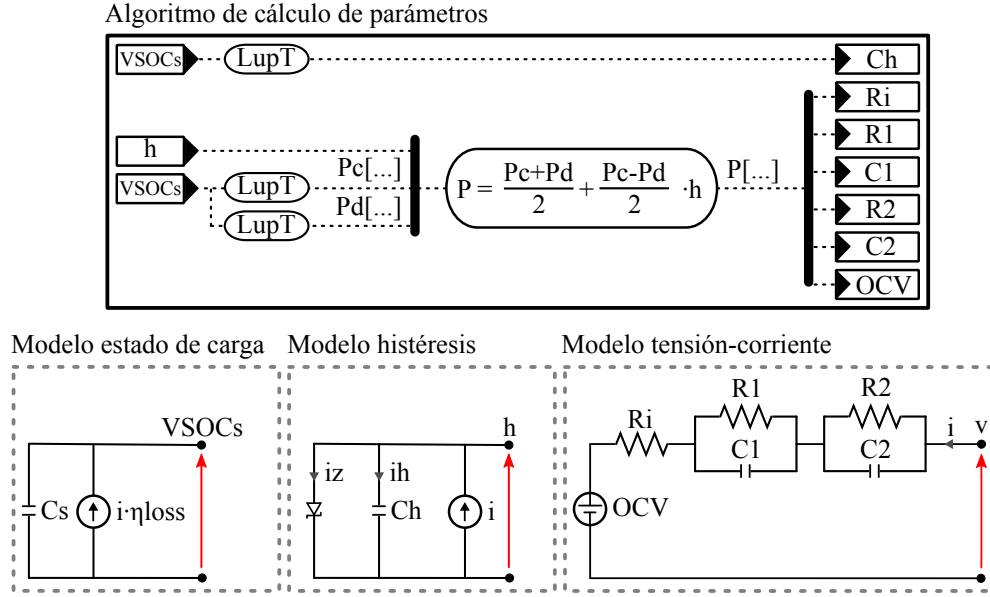 Algoritmo de cálculo de parámetros
VSOCs LupT Ch
Ri
R1
h
Pc[...]
C1
VSOCs LupT P = Pc+Pd/2 + Pc-Pd/2 ·h P[...]
Pd[...]
R2
LupT
C2
OCV
Modelo estado de carga
VSOCs
Cs i·ηloss
Modelo histéresis
h
iz ih
Ch i
Modelo tensión-corriente
R1 R2
Ri i v
C1 C2
OCV